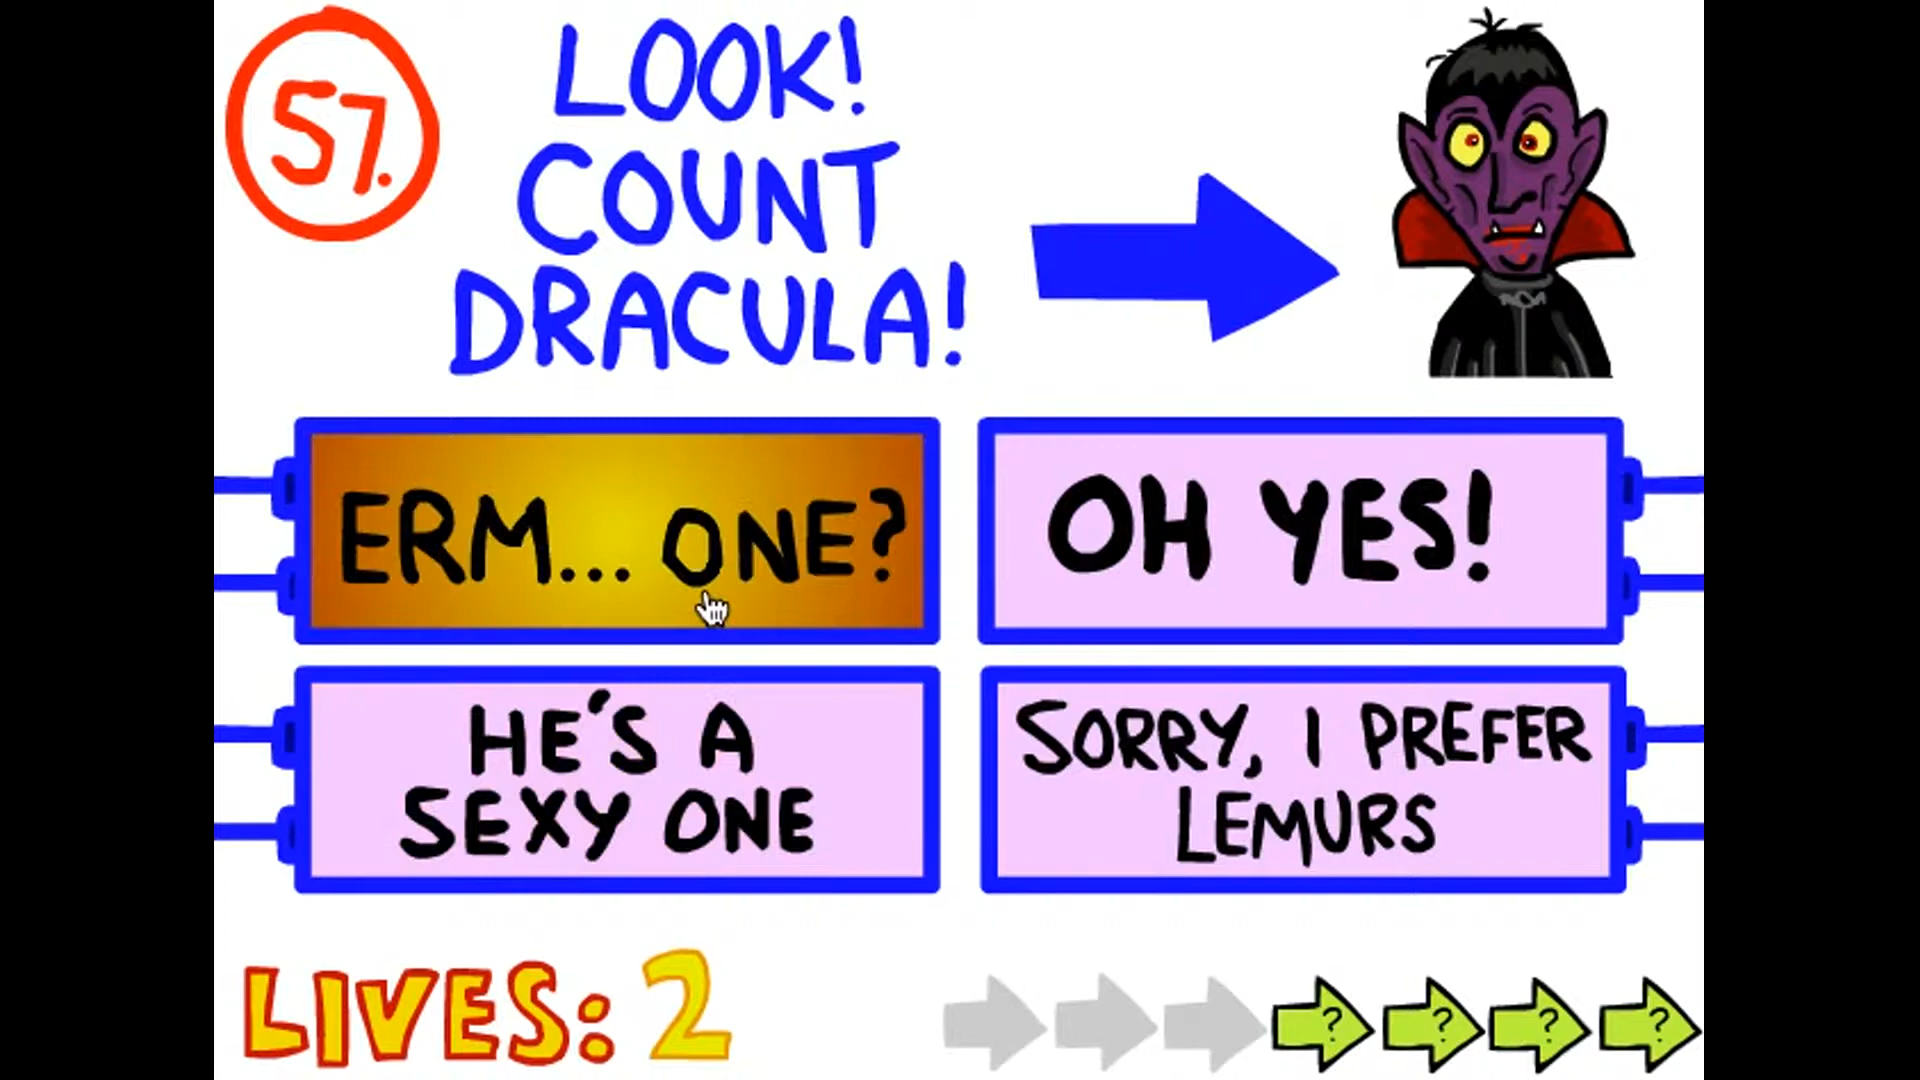 57.
LOOK!
COUNT
DRACULA!
ERM... ONE?
OH YES!
HE'S A
SEXY ONE
SORRY, I PREFER
LEMURS
LIVES: 2
? ? ? ?